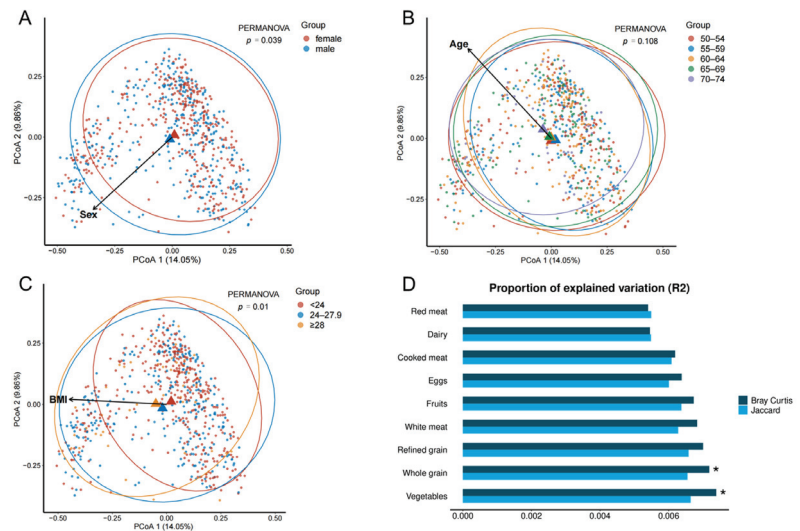 A
PERMANOVA
p = 0.039
Group
female
male
PCoA 2 (9.86%)
0.25
0.00
−0.25
Sex
−0.50
−0.25
0.00
0.25
0.50
PCoA 1 (14.05%)
B
PERMANOVA
p = 0.108
Group
50–54
55–59
60–64
65–69
70–74
Age
PCoA 2 (9.86%)
0.25
0.00
−0.25
−0.50
−0.25
0.00
0.25
0.50
PCoA 1 (14.05%)
C
PERMANOVA
p = 0.01
Group
<24
24–27.9
≥28
BMI
PCoA 2 (9.86%)
0.25
0.00
−0.25
−0.50
−0.25
0.00
0.25
0.50
PCoA 1 (14.05%)
D
Proportion of explained variation (R2)
Red meat
Dairy
Cooked meat
Eggs
Fruits
White meat
Refined grain
Whole grain
*
Vegetables
*
Bray Curtis
Jaccard
0.000
0.002
0.004
0.006